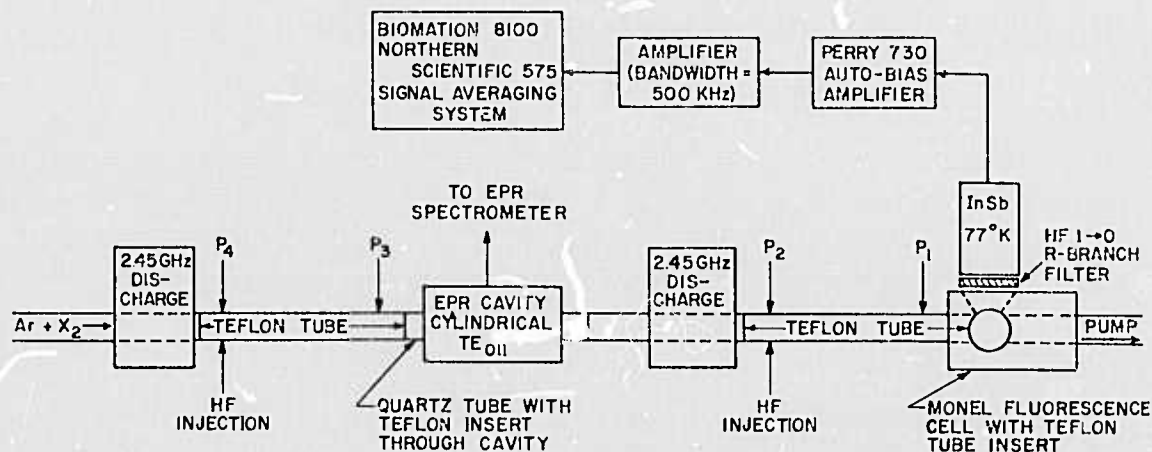 BIOMATION 8100
NORTHERN
SCIENTIFIC 575
SIGNAL AVERAGING
SYSTEM
AMPLIFIER
(BANDWIDTH =
500 KHz)
PERRY 730
AUTO-BIAS
AMPLIFIER
TO EPR
SPECTROMETER
InSb
77°K
HF 1→0
R-BRANCH
FILTER
2.45GHz
DIS-
CHARGE
P4
P3
2.45GHz
DIS-
CHARGE
P2
P1
Ar + X2
TEFLON TUBE
EPR CAVITY
CYLINDRICAL
TE011
TEFLON TUBE
PUMP
HF
INJECTION
QUARTZ TUBE WITH
TEFLON INSERT
THROUGH CAVITY
HF
INJECTION
MONEL FLUORESCENCE
CELL WITH TEFLON
TUBE INSERT